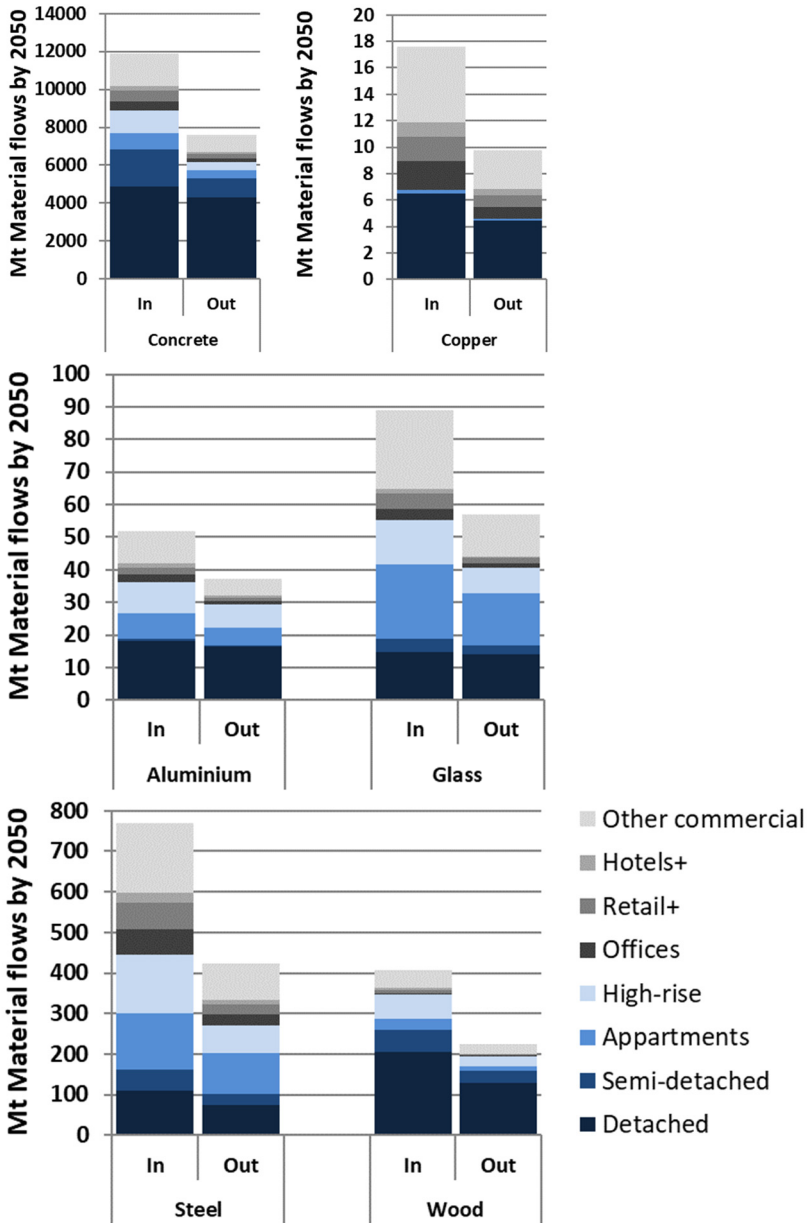 Mt Material flows by 2050
14000
12000
10000
8000
6000
4000
2000
0
In Out
Concrete
Mt Material flows by 2050
20
18
16
14
12
10
8
6
4
2
0
In Out
Copper
Mt Material flows by 2050
100
90
80
70
60
50
40
30
20
10
0
In Out In Out
Aluminium Glass
Mt Material flows by 2050
800
700
600
500
400
300
200
100
0
In Out In Out
Steel Wood
Other commercial
Hotels+
Retail+
Offices
High-rise
Appartments
Semi-detached
Detached